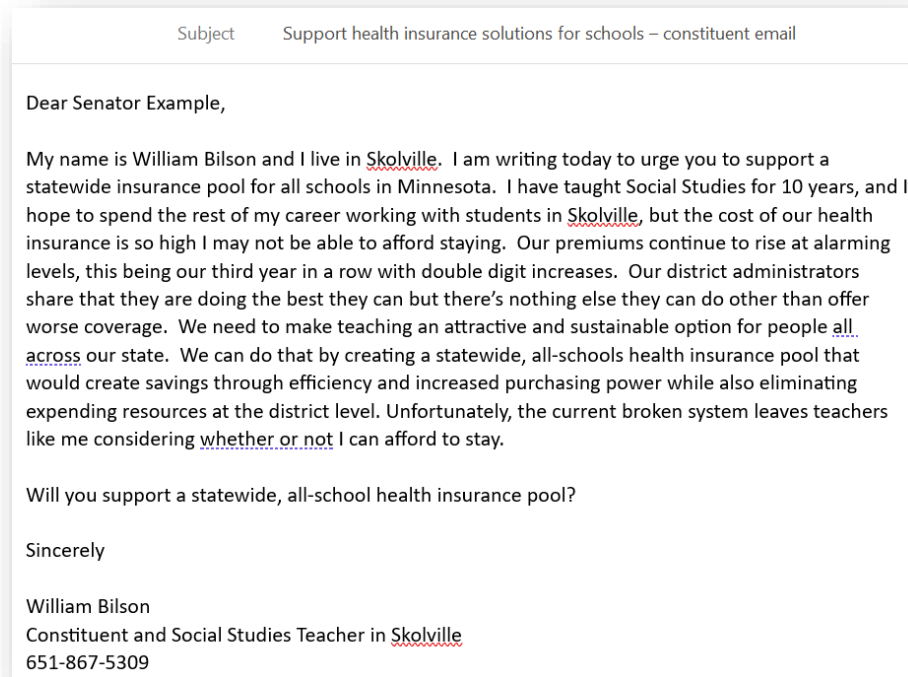 Subject Support health insurance solutions for schools – constituent email
Dear Senator Example,
My name is William Bilson and I live in Skolville.  I am writing today to urge you to support a
statewide insurance pool for all schools in Minnesota.  I have taught Social Studies for 10 years, and I
hope to spend the rest of my career working with students in Skolville, but the cost of our health
insurance is so high I may not be able to afford staying.  Our premiums continue to rise at alarming
levels, this being our third year in a row with double digit increases.  Our district administrators
share that they are doing the best they can but there’s nothing else they can do other than offer
worse coverage.  We need to make teaching an attractive and sustainable option for people all
across our state.  We can do that by creating a statewide, all-schools health insurance pool that
would create savings through efficiency and increased purchasing power while also eliminating
expending resources at the district level. Unfortunately, the current broken system leaves teachers
like me considering whether or not I can afford to stay.
Will you support a statewide, all-school health insurance pool?
Sincerely
William Bilson
Constituent and Social Studies Teacher in Skolville
651-867-5309